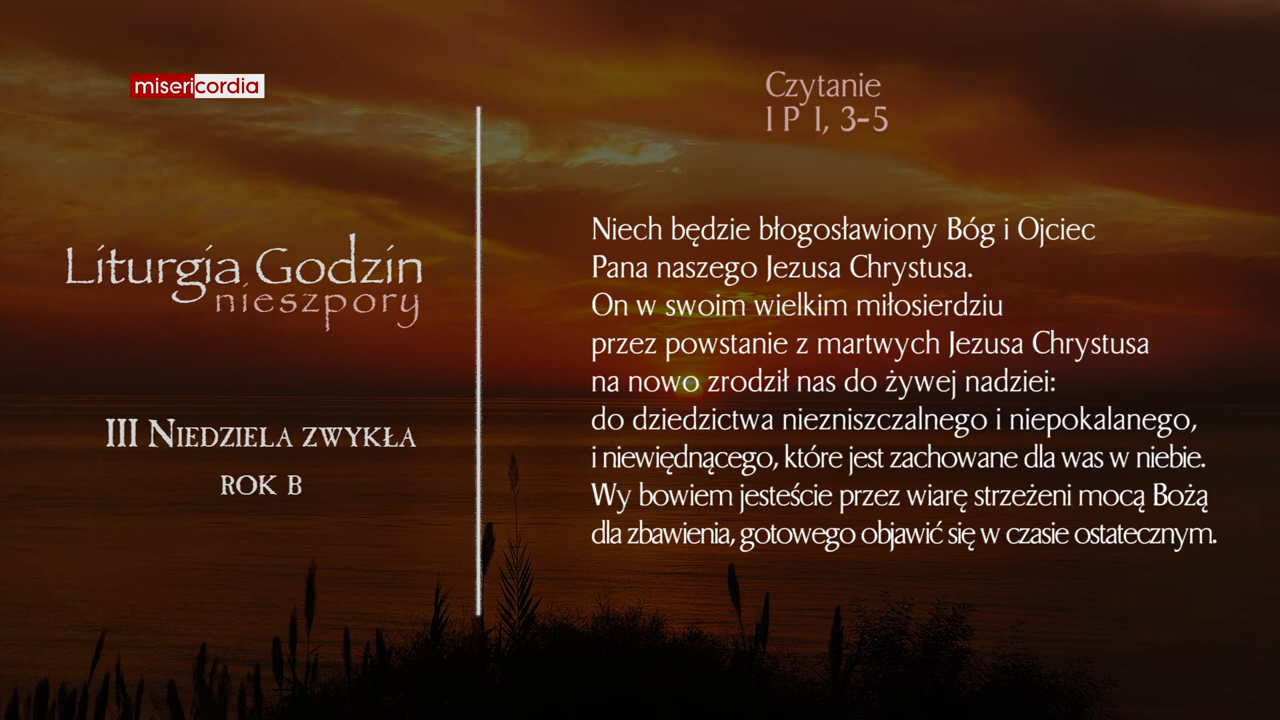 misericordia
Liturgia Godzin
nieszpory
III Niedziela zwykła
rok B
Czytanie
1 P 1, 3-5
Niech będzie błogosławiony Bóg i Ojciec
Pana naszego Jezusa Chrystusa.
On w swoim wielkim miłosierdziu
przez powstanie z martwych Jezusa Chrystusa
na nowo zrodził nas do żywej nadziei:
do dziedzictwa niezniszczalnego i niepokalanego,
i niewiędnącego, które jest zachowane dla was w niebie.
Wy bowiem jesteście przez wiarę strzeżeni mocą Bożą
dla zbawienia, gotowego objawić się w czasie ostatecznym.